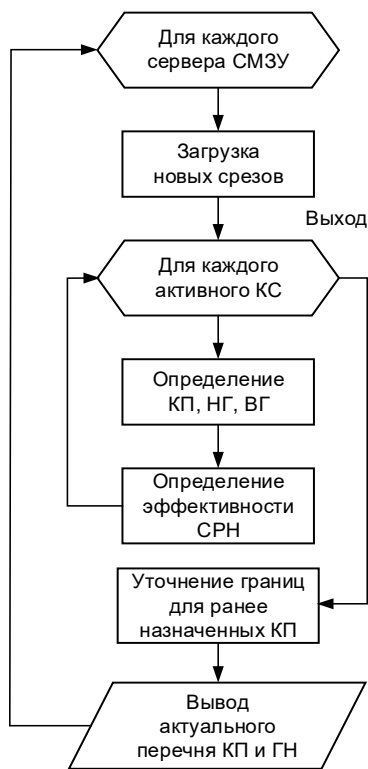 Для каждого
сервера СМЗУ
Загрузка
новых срезов
Выход
Для каждого
активного КС
Определение
КП, НГ, ВГ
Определение
эффективности
СРН
Уточнение границ
для ранее
назначенных КП
Вывод
актуального
перечня КП и ГН